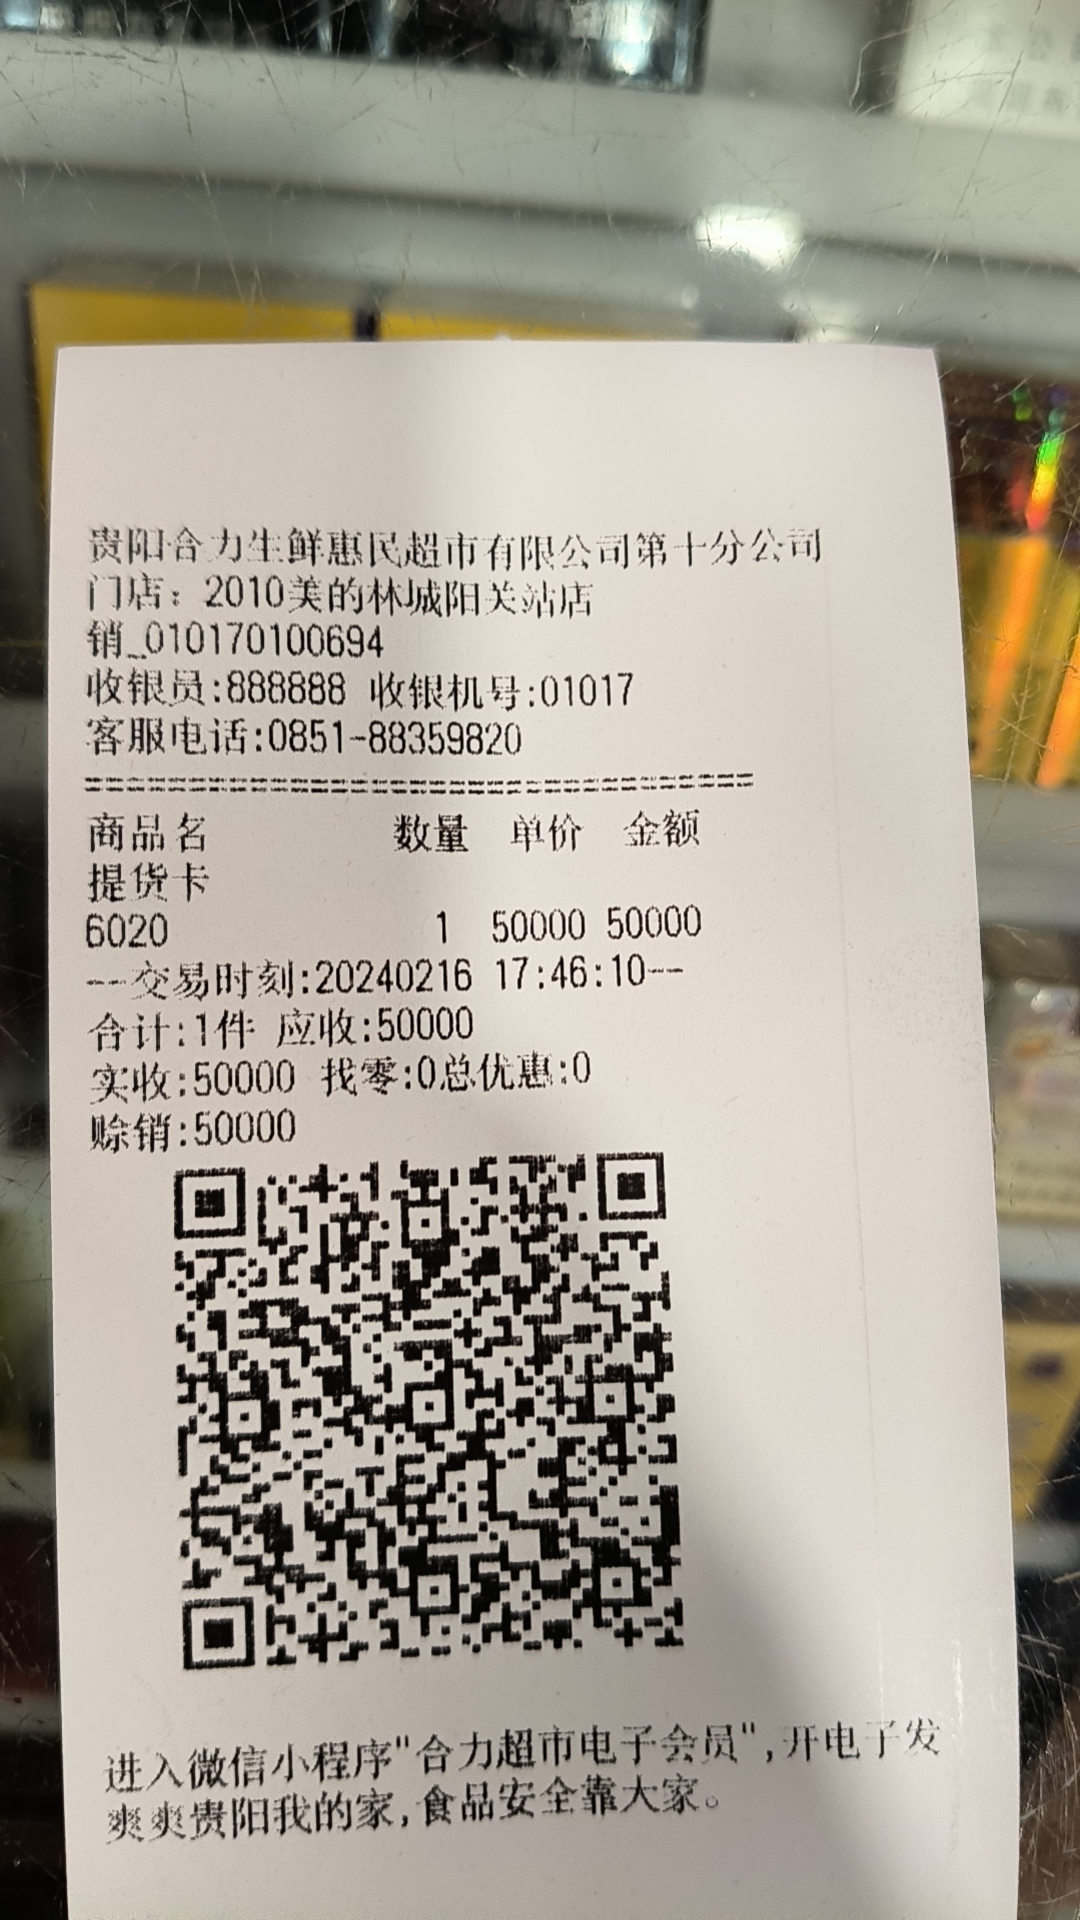 贵阳合力生鲜惠民超市有限公司第十分公司
门店：2010美的林城阳关站店
销_010170100694
收银员:888888 收银机号:01017
客服电话:0851-88359820
================================
商品名 数量 单价 金额
提货卡
6020 1 50000 50000
--交易时刻:20240216 17:46:10--
合计:1件 应收:50000
实收:50000 找零:0总优惠:0
赊销:50000
进入微信小程序"合力超市电子会员",开电子发
爽爽贵阳我的家,食品安全靠大家。